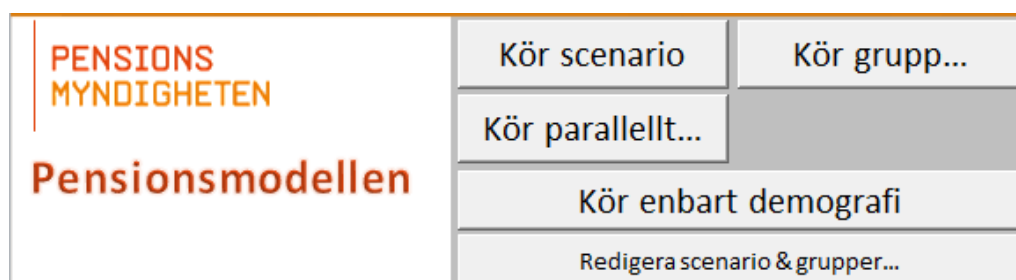 PENSIONS
MYNDIGHETEN
Pensionsmodellen
Kör scenario
Kör grupp...
Kör parallellt...
Kör enbart demografi
Redigera scenario & grupper...